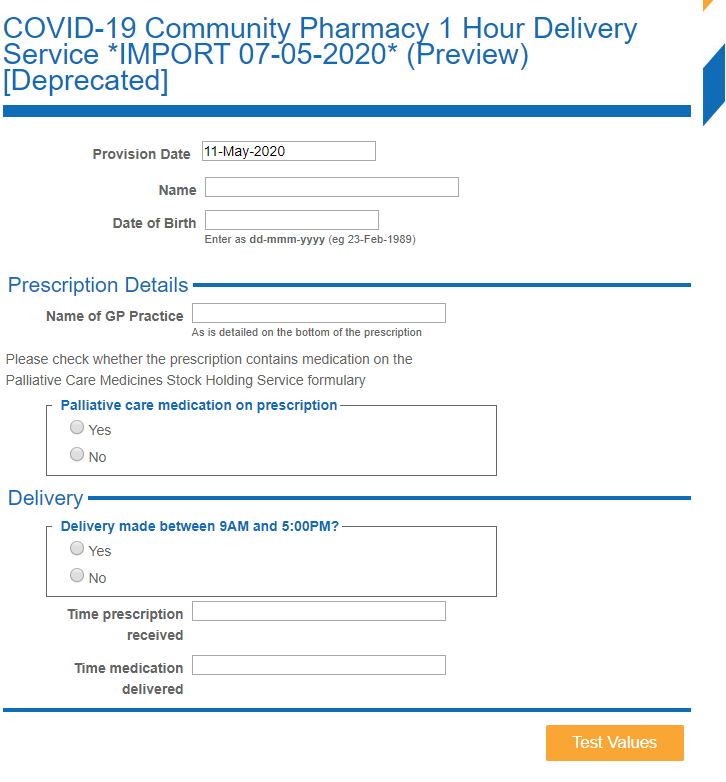 COVID-19 Community Pharmacy 1 Hour Delivery
Service *IMPORT 07-05-2020* (Preview)
[Deprecated]
Provision Date 11-May-2020
Name
Date of Birth
Enter as dd-mmm-yyyy (eg 23-Feb-1989)
Prescription Details
Name of GP Practice
As is detailed on the bottom of the prescription
Please check whether the prescription contains medication on the
Palliative Care Medicines Stock Holding Service formulary
Palliative care medication on prescription
Yes
No
Delivery
Delivery made between 9AM and 5:00PM?
Yes
No
Time prescription
received
Time medication
delivered
Test Values